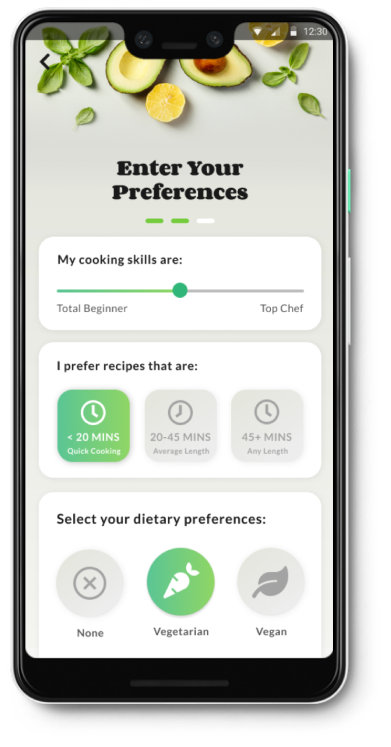 12:30
Enter Your
Preferences
My cooking skills are:
Total Beginner Top Chef
I prefer recipes that are:
< 20 MINS 20-45 MINS 45+ MINS
Quick Cooking Average Length Any Length
Select your dietary preferences:
None Vegetarian Vegan